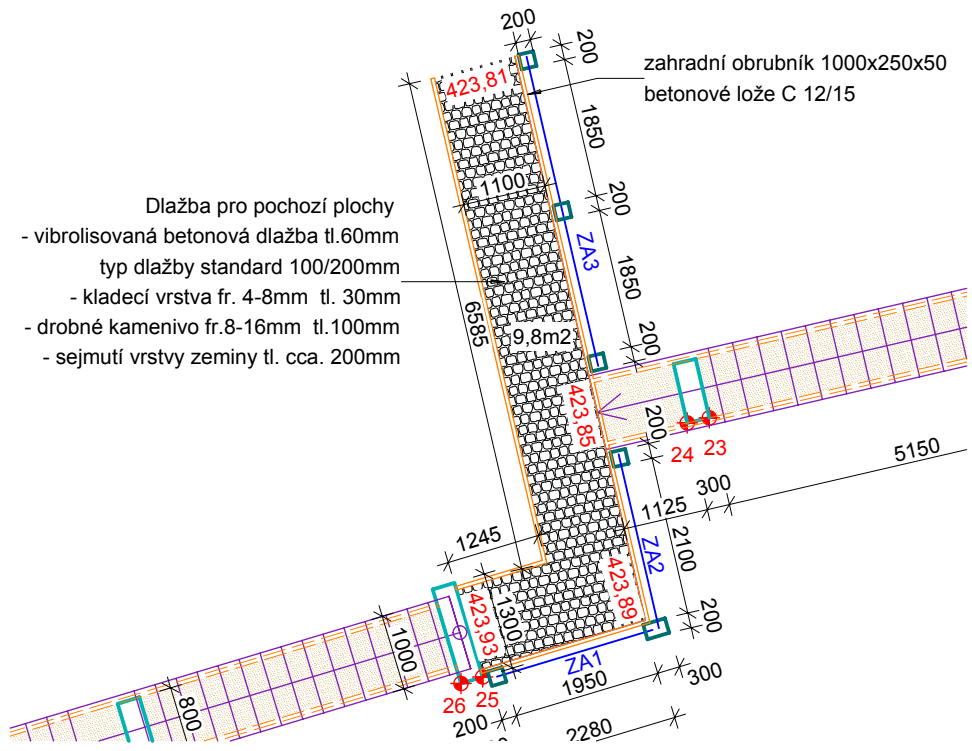 200
200
zahradní obrubník 1000x250x50
betonové lože C 12/15
423,81
1850
1100
200
Dlažba pro pochozí plochy
- vibrolisovaná betonová dlažba tl.60mm
typ dlažby standard 100/200mm
- kladecí vrstva fr. 4-8mm tl. 30mm
- drobné kamenivo fr.8-16mm tl.100mm
- sejmutí vrstvy zeminy tl. cca. 200mm
ZA3
1850
6585
9,8m2
200
423,85
200
24
23
5150
300
1125
1245
ZA2
2100
423,89
423,93
1300
200
1000
ZA1
300
1950
26
25
800
200
2280